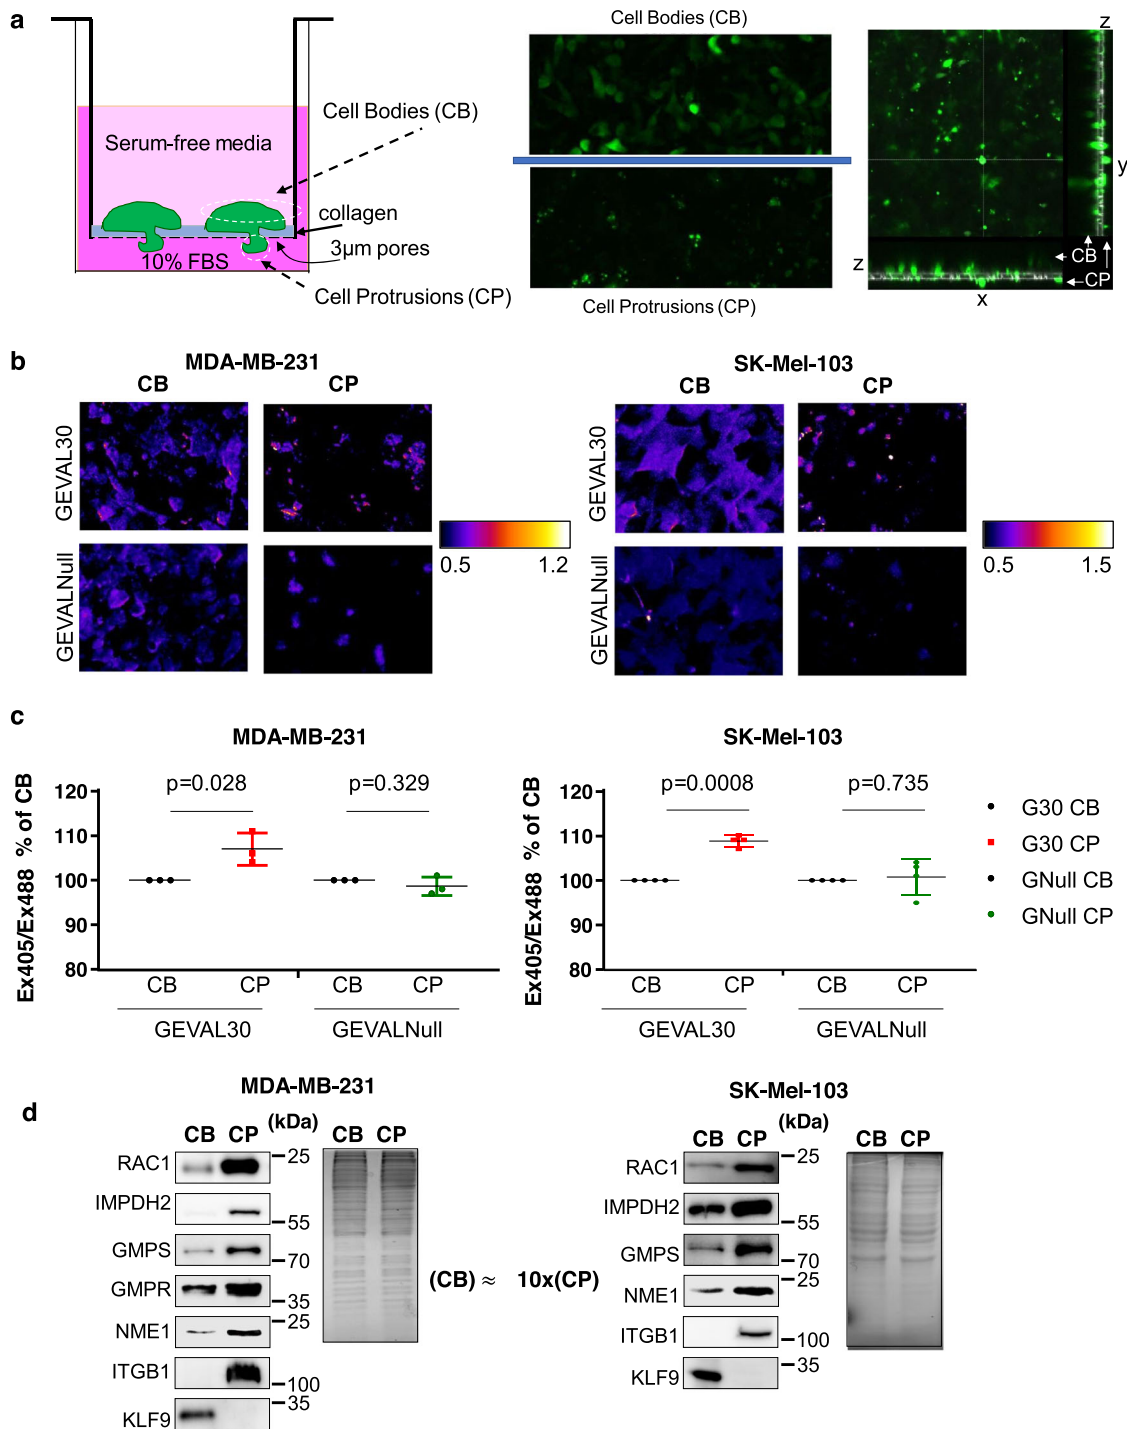 a
Serum-free media
10% FBS
Cell Bodies (CB)
collagen
3µm pores
Cell Protrusions (CP)
Cell Bodies (CB)
Cell Protrusions (CP)
z
y
CB
CP
z
x
b
MDA-MB-231
CB CP
GEVAL30
GEVALNull
0.5 1.2
SK-Mel-103
CB CP
GEVAL30
GEVALNull
0.5 1.5
c
MDA-MB-231
Ex405/Ex488 % of CB
120
110
100
90
80
p=0.028 p=0.329
CB CP CB CP
GEVAL30 GEVALNull
SK-Mel-103
Ex405/Ex488 % of CB
120
110
100
90
80
p=0.0008 p=0.735
CB CP CB CP
GEVAL30 GEVALNull
G30 CB
G30 CP
GNull CB
GNull CP
d
MDA-MB-231
CB CP (kDa) CB CP
RAC1 25
IMPDH2 55
GMPS 70
GMPR 35
NME1 25
ITGB1 100
KLF9 35
(CB) ≈ 10x(CP)
SK-Mel-103
CB CP (kDa) CB CP
RAC1 25
IMPDH2 55
GMPS 70
NME1 25
ITGB1 100
KLF9 35